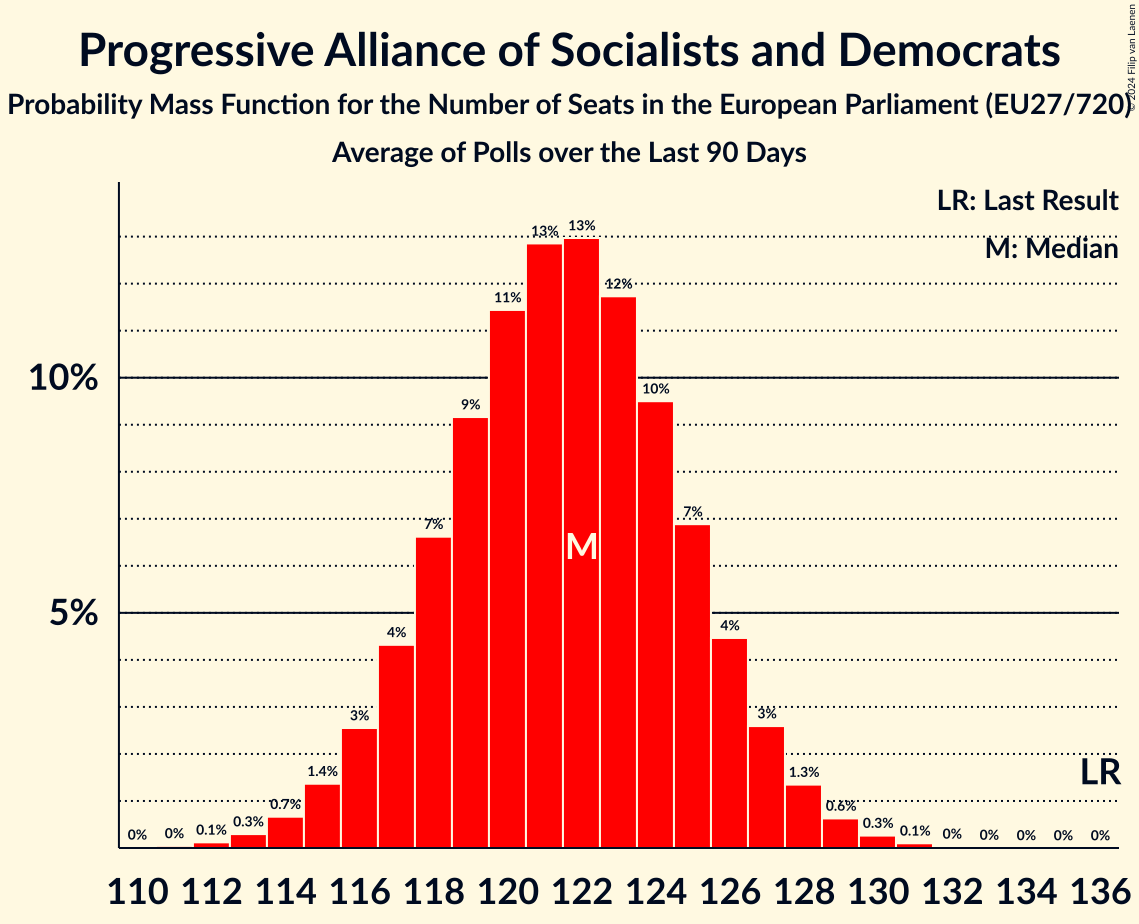 Progressive Alliance of Socialists and Democrats
Probability Mass Function for the Number of Seats in the European Parliament (EU27/720)
Average of Polls over the Last 90 Days
© 2024 Filip van Laenen
LR: Last Result
M: Median
10%
5%
0% 0% 0.1% 0.3% 0.7% 1.4% 3% 4% 7% 9% 11% 13% 13% 12% 10% 7% 4% 3% 1.3% 0.6% 0.3% 0.1% 0% 0% 0% 0% 0%
M
LR
110 112 114 116 118 120 122 124 126 128 130 132 134 136